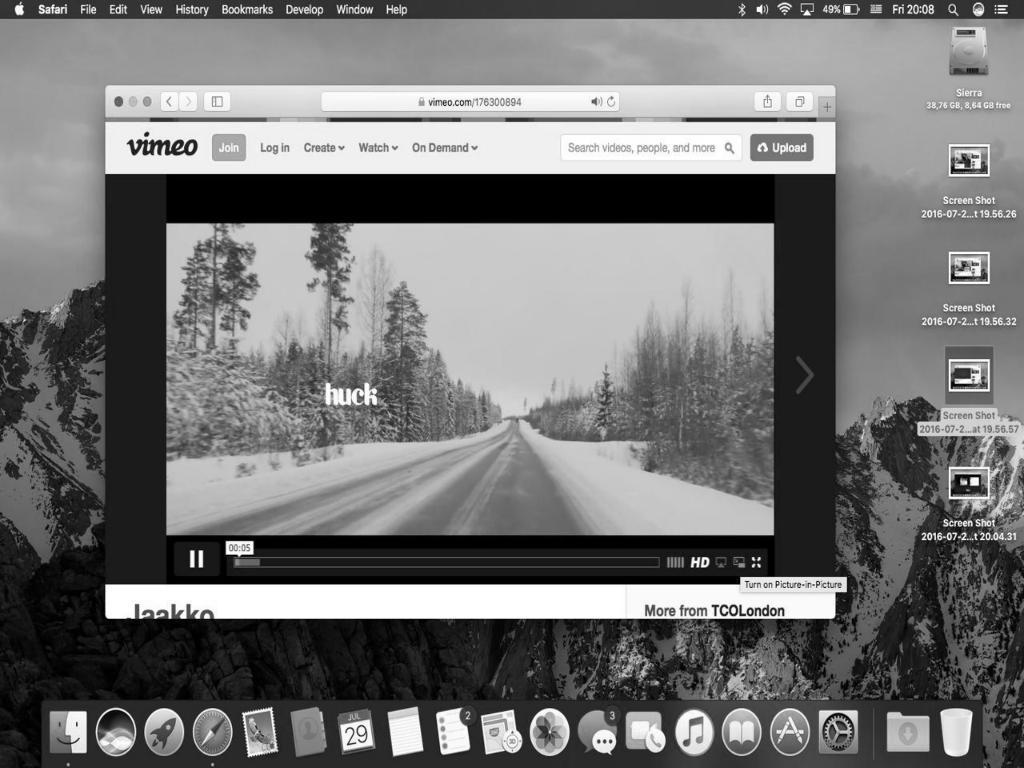 Safari File Edit View History Bookmarks Develop Window Help 49% Fri 20:08
vimeo.com/176300894
vimeo Join Log in Create Watch On Demand Search videos, people, and more Upload
huck
00:05
HD
Turn on Picture-in-Picture
Jaakko
More from TCOLondon
Sierra
38,76 GB, 8,64 GB free
Screen Shot
2016-07-2...t 19.56.26
Screen Shot
2016-07-2...t 19.56.32
Screen Shot
2016-07-2...at 19.56.57
Screen Shot
2016-07-2...t 20.04.31
JUL
29
2
30
3